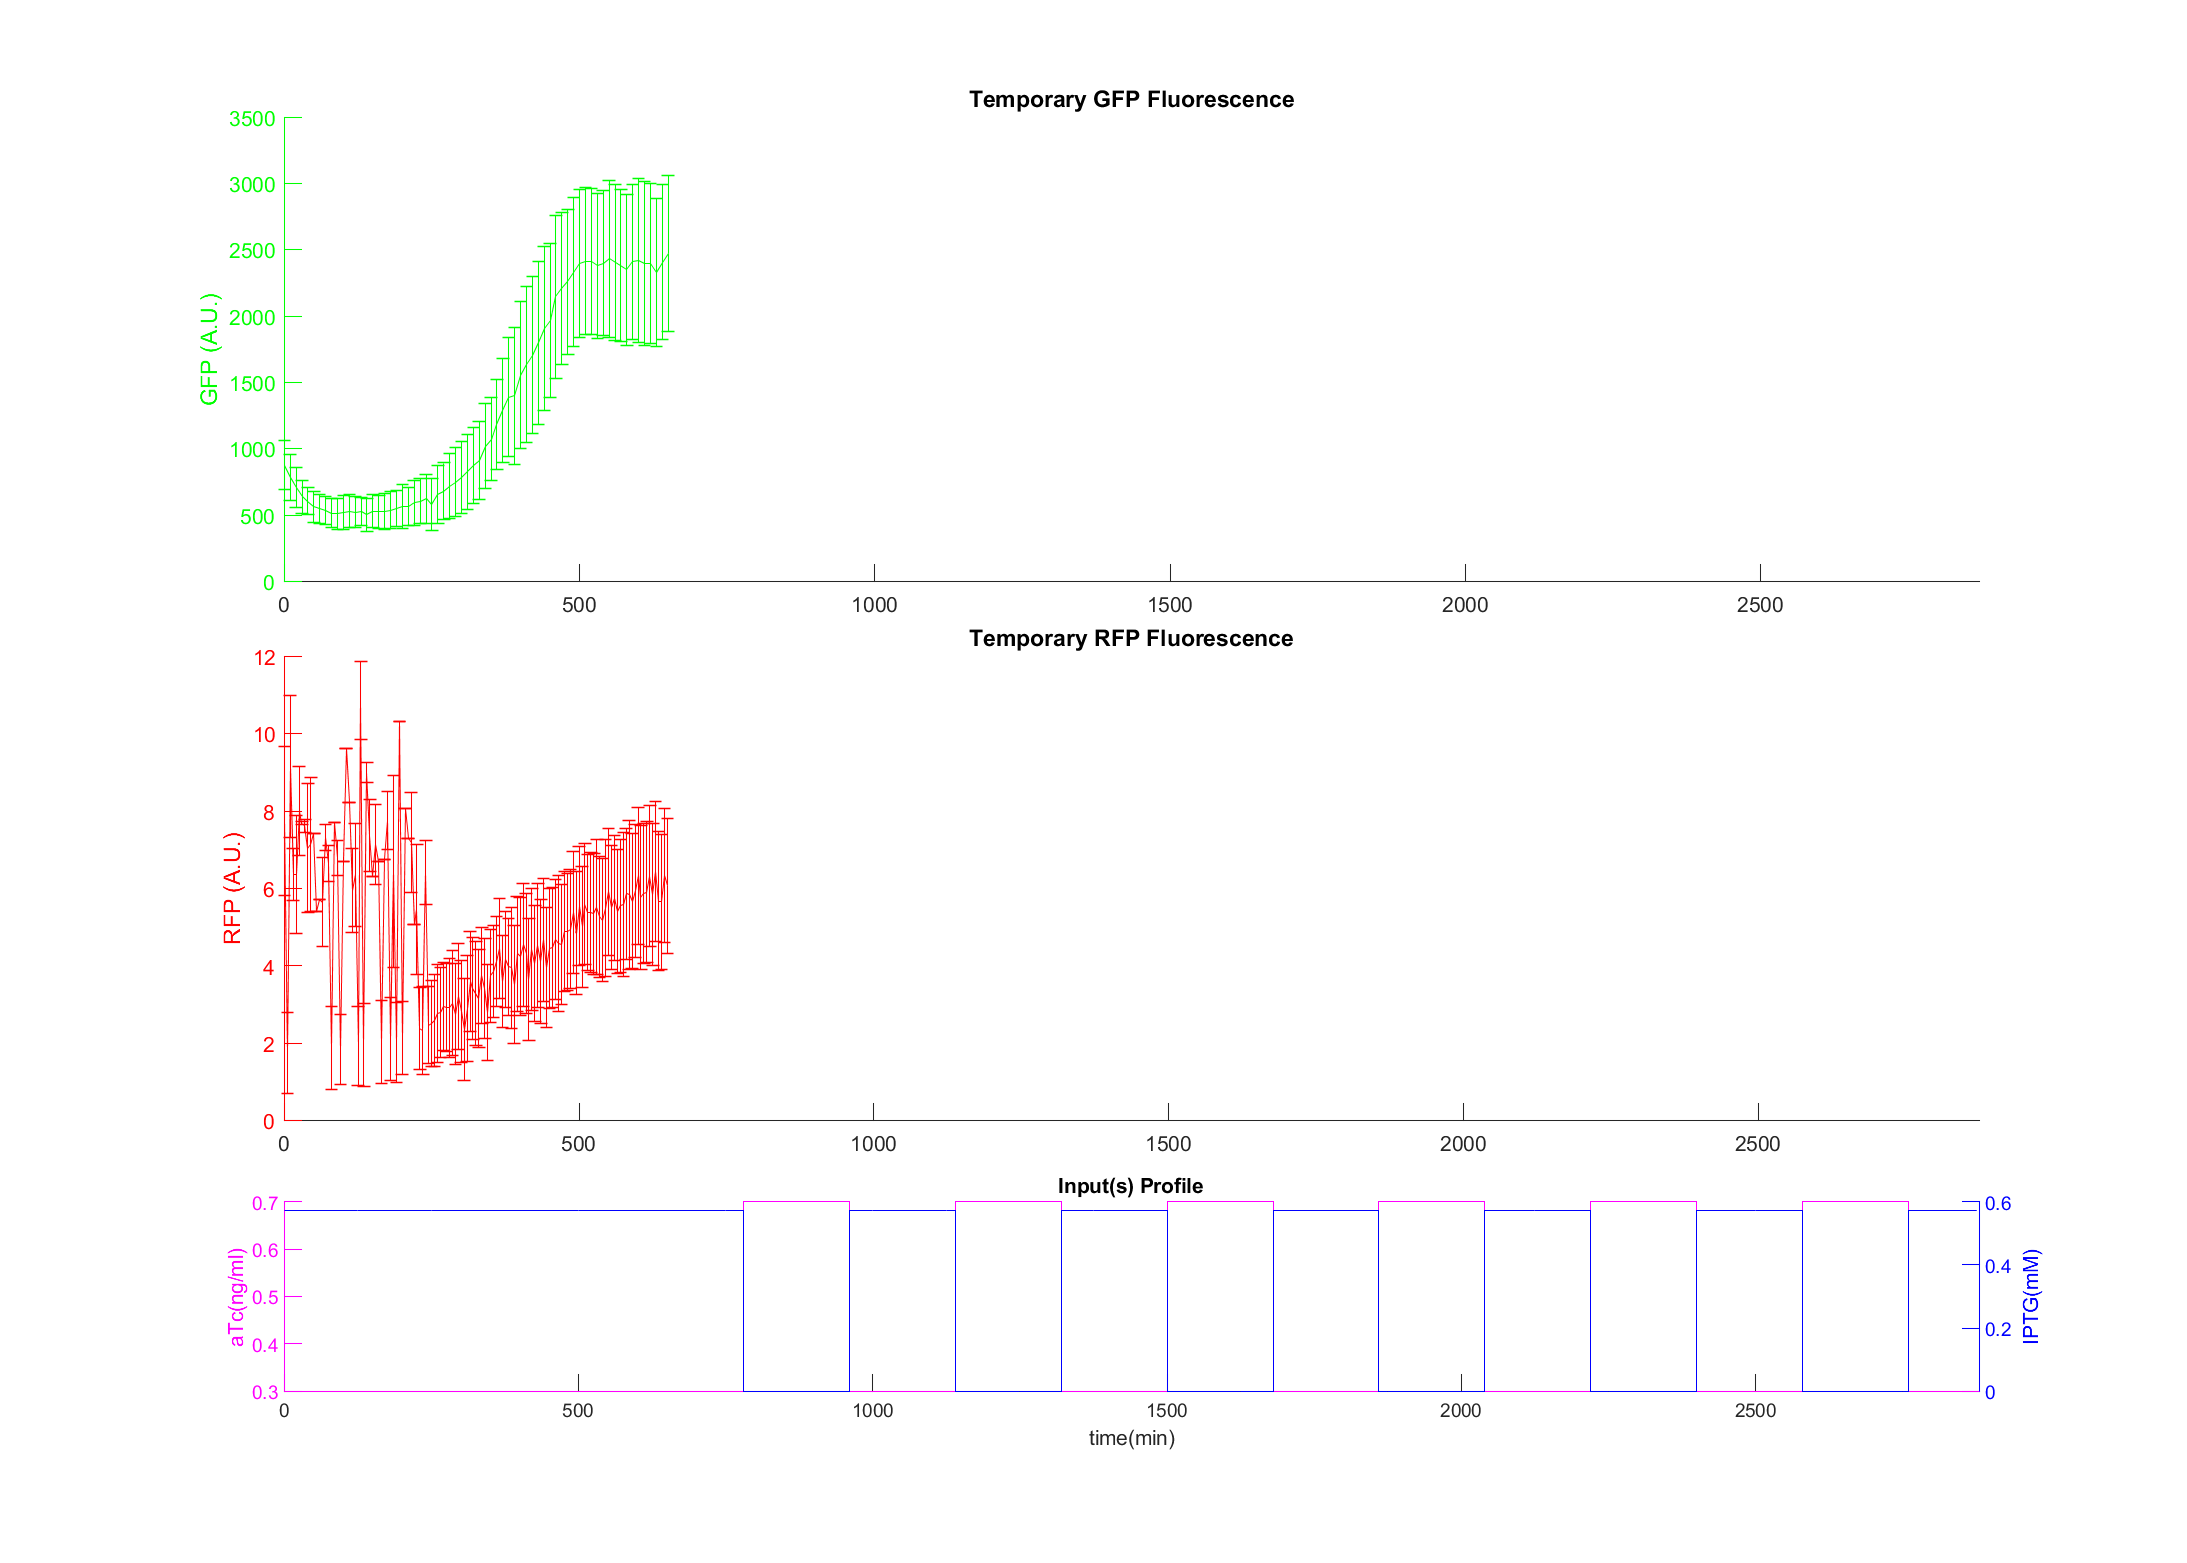 Temporary GFP Fluorescence
3500
3000
2500
2000
1500
1000
500
0
GFP (A.U.)
0 500 1000 1500 2000 2500
Temporary RFP Fluorescence
12
10
8
6
4
2
0
RFP (A.U.)
0 500 1000 1500 2000 2500
Input(s) Profile
0.7
0.6
0.5
0.4
0.3
aTc(ng/ml)
0.6
0.4
0.2
0
IPTG(mM)
0 500 1000 1500 2000 2500
time(min)